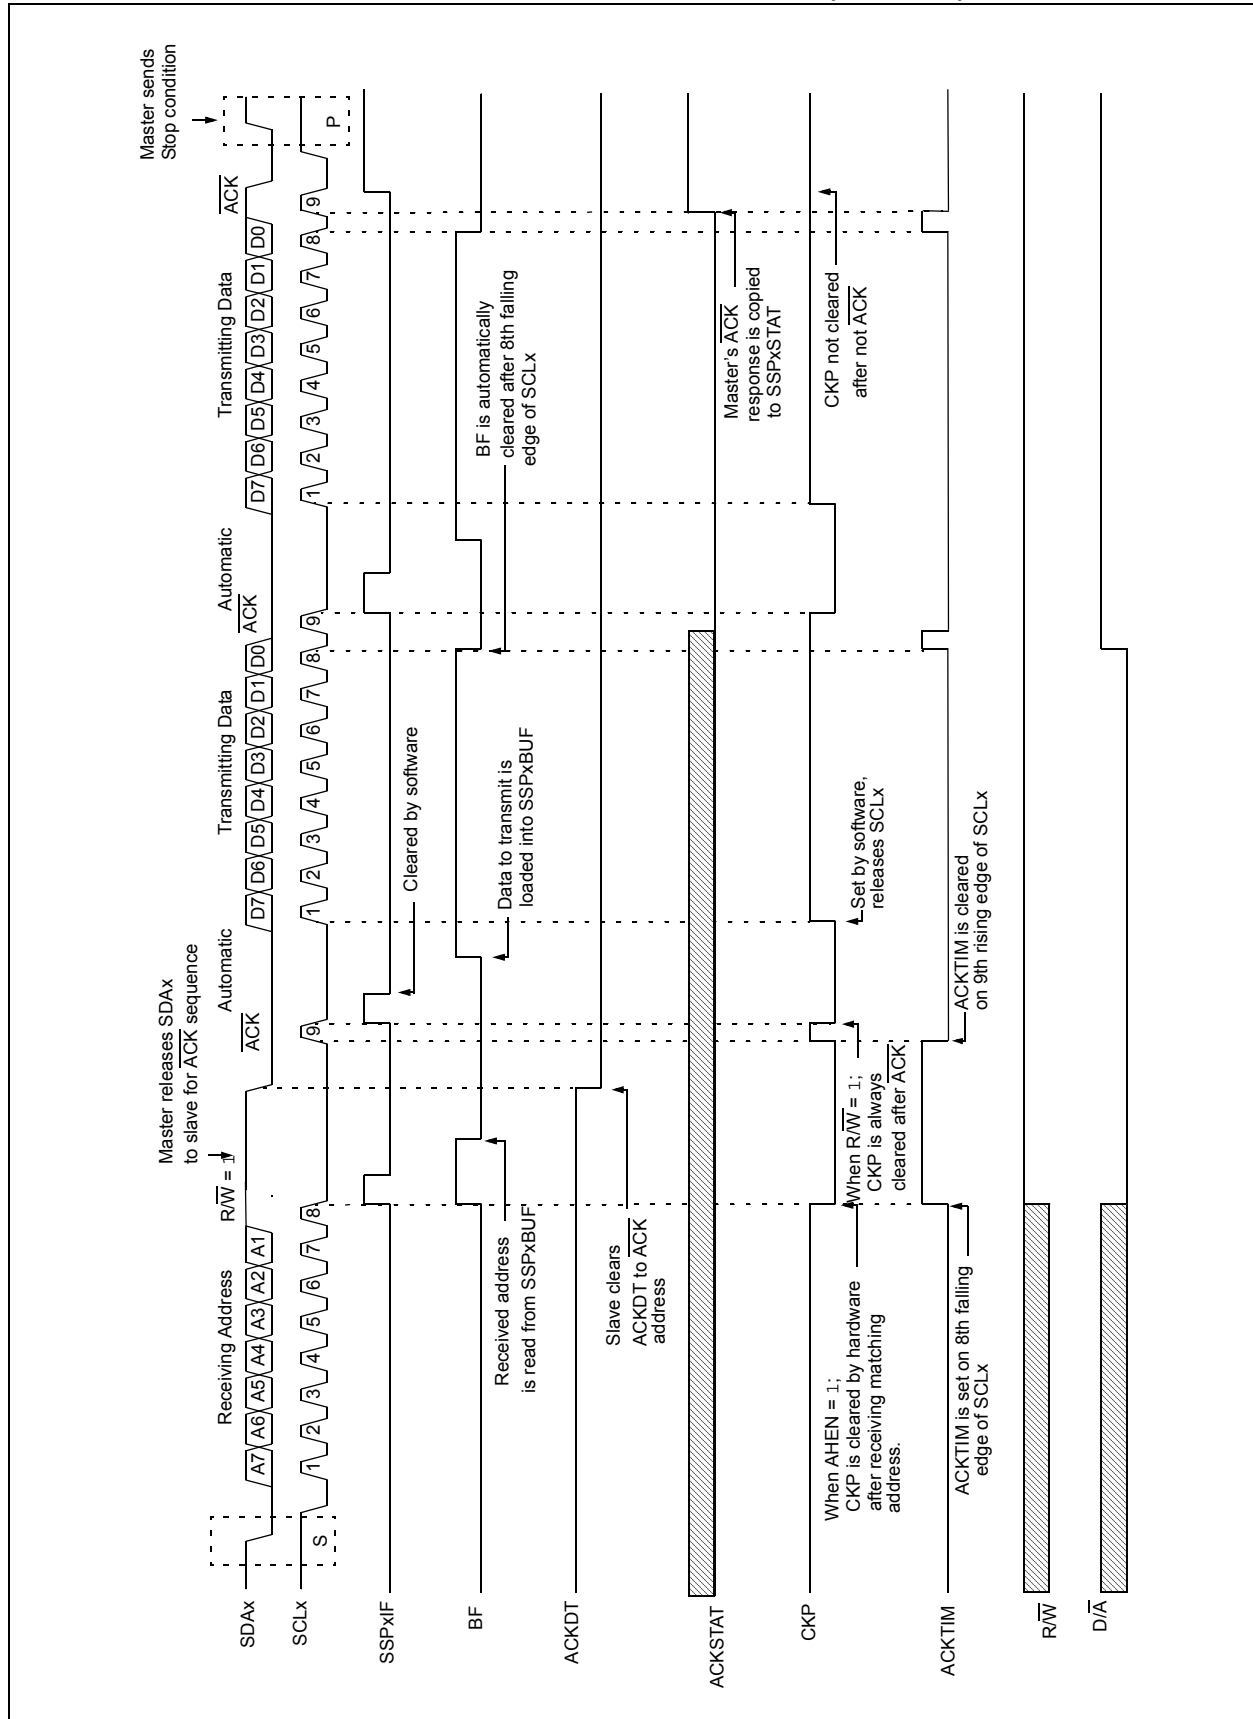 Master sends
Stop condition
Master releases SDAx
to slave for ACK sequence
Receiving Address
R/W = 1
ACK
Automatic
Transmitting Data
ACK
Automatic
Transmitting Data
ACK
SDAx
A7 A6 A5 A4 A3 A2 A1
D7 D6 D5 D4 D3 D2 D1 D0
D7 D6 D5 D4 D3 D2 D1 D0
SCLx
S
1 2 3 4 5 6 7 8 9
1 2 3 4 5 6 7 8 9
1 2 3 4 5 6 7 8 9
P
SSPxIF
Cleared by software
BF
Received address
is read from SSPxBUF
Data to transmit is
loaded into SSPxBUF
BF is automatically
cleared after 8th falling
edge of SCLx
ACKDT
Slave clears
ACKDT to ACK
address
ACKSTAT
Master's ACK
response is copied
to SSPxSTAT
CKP
When AHEN = 1;
CKP is cleared by hardware
after receiving matching
address.
When R/W = 1;
CKP is always
cleared after ACK
Set by software,
releases SCLx
CKP not cleared
after not ACK
ACKTIM
ACKTIM is set on 8th falling
edge of SCLx
ACKTIM is cleared
on 9th rising edge of SCLx
R/W
D/A